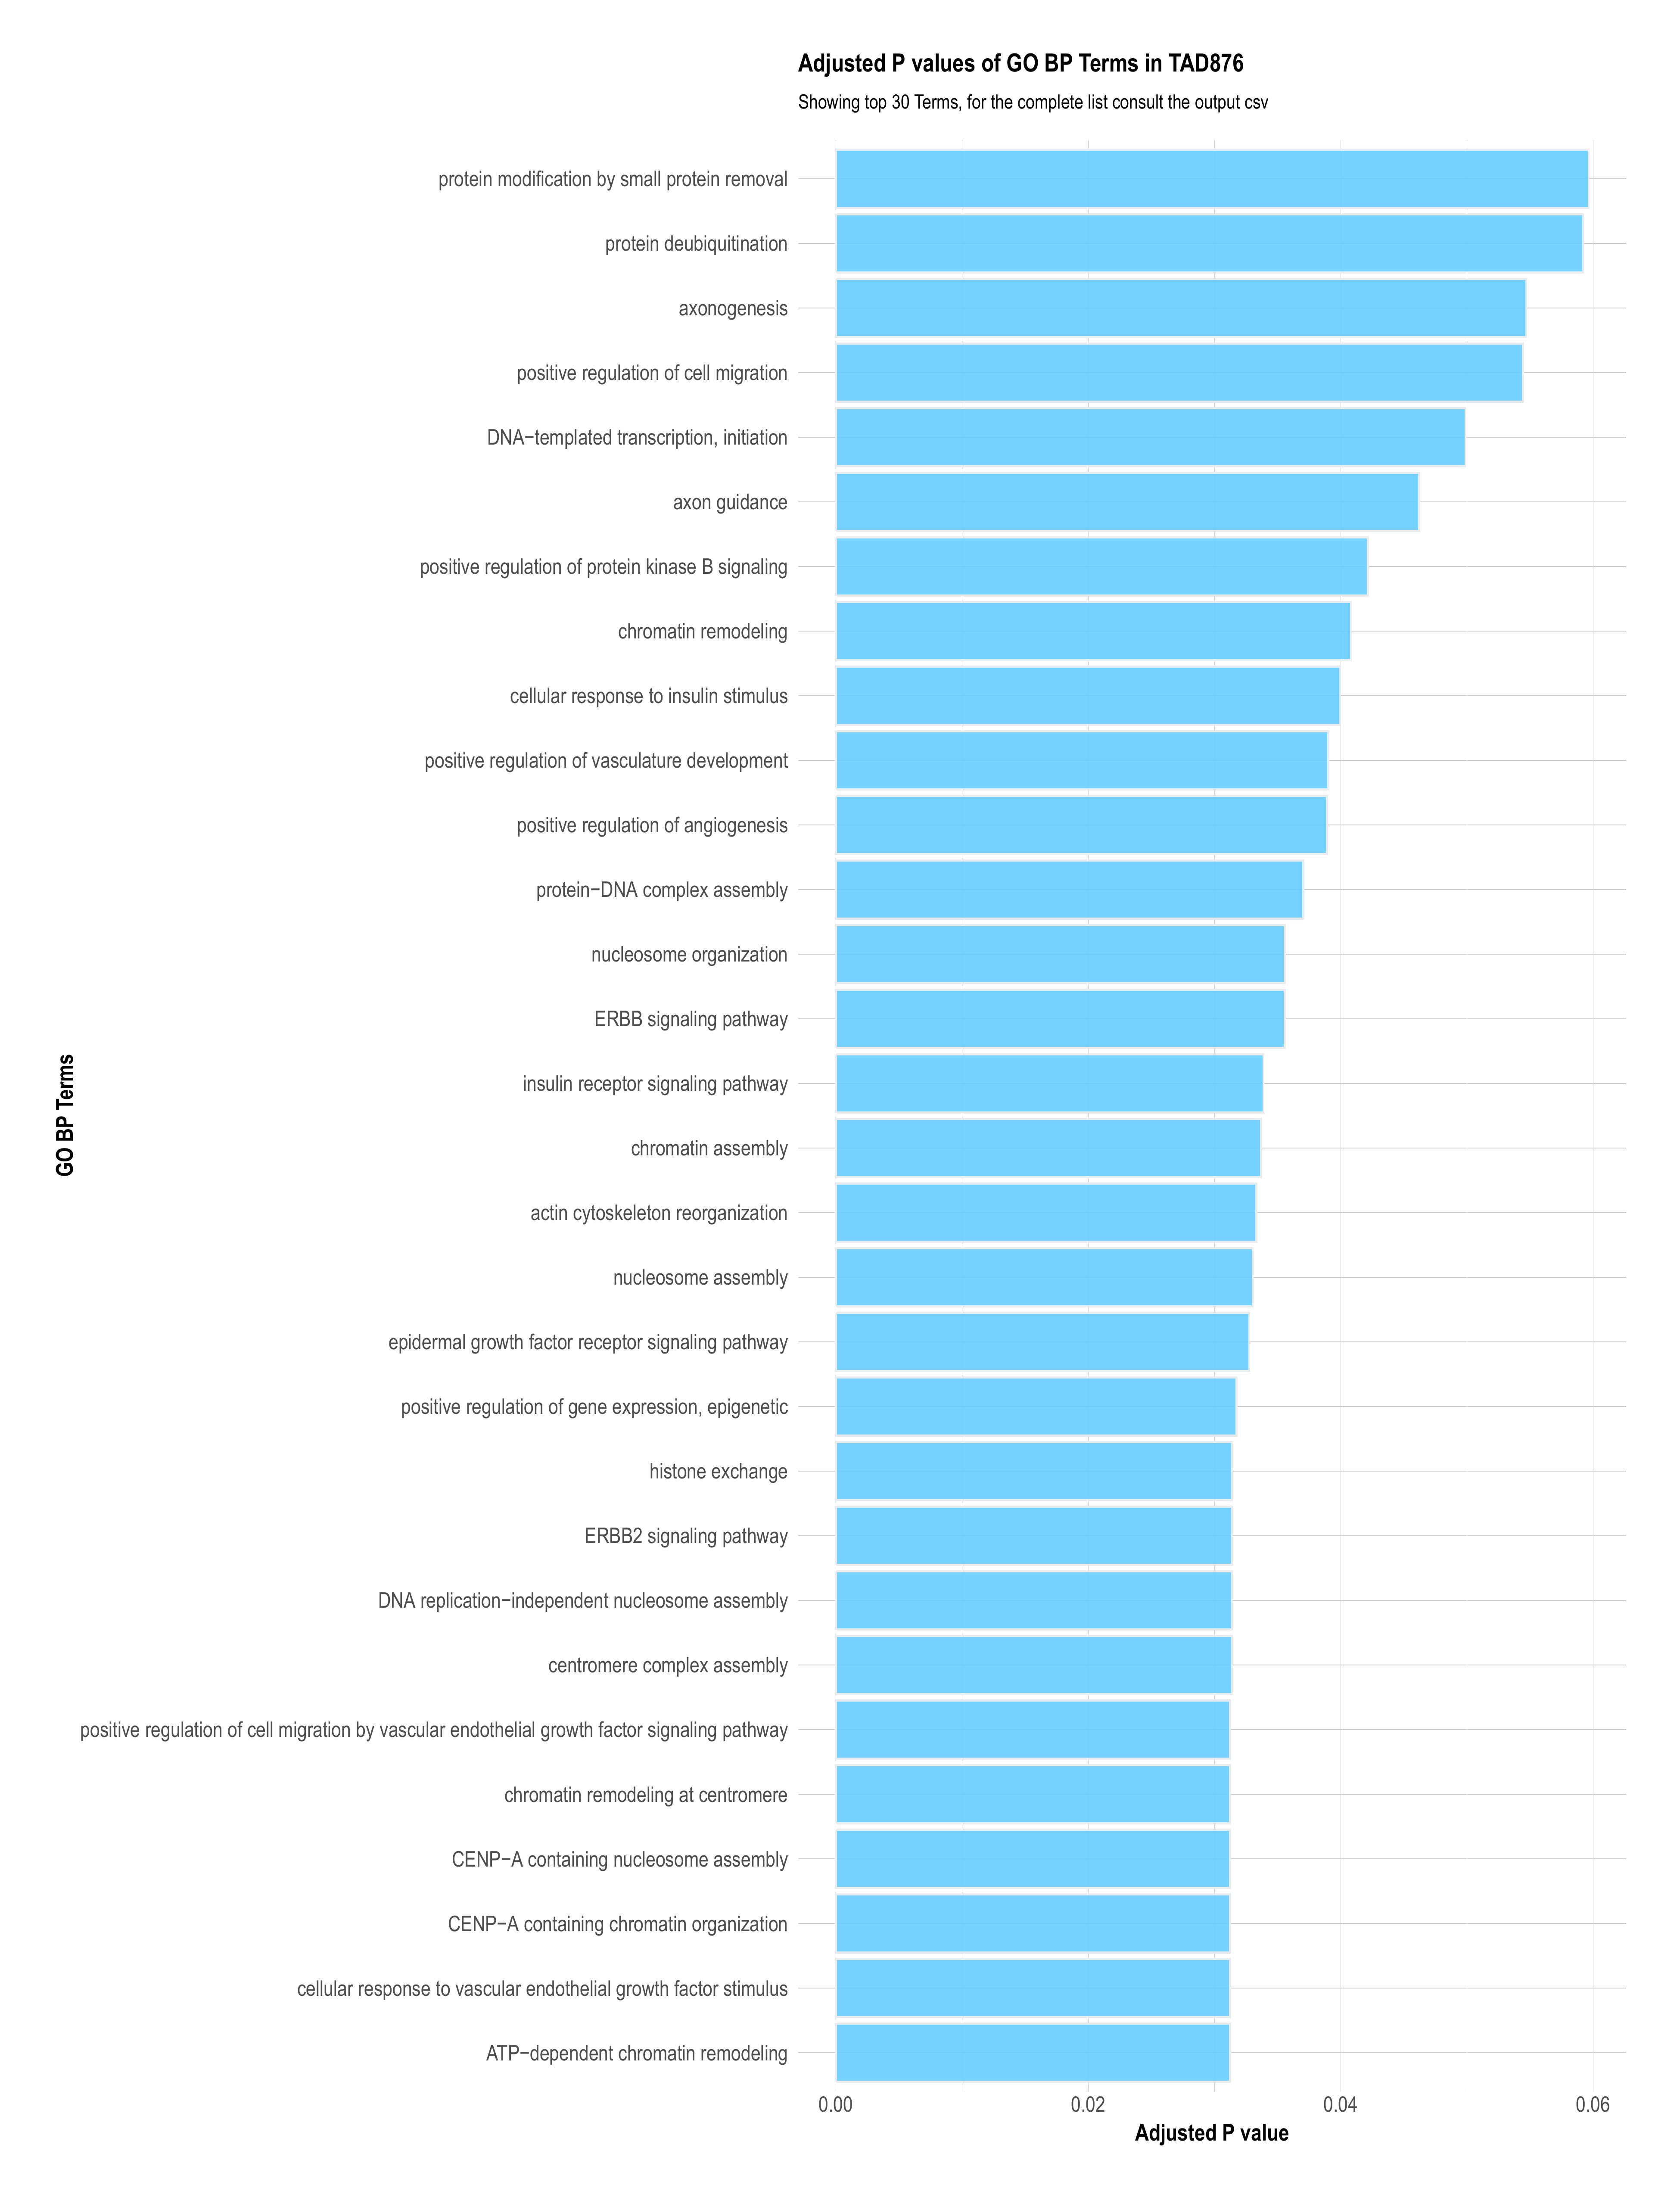 Adjusted P values of GO BP Terms in TAD876
Showing top 30 Terms, for the complete list consult the output csv
GO BP Terms
protein modification by small protein removal
protein deubiquitination
axonogenesis
positive regulation of cell migration
DNA−templated transcription, initiation
axon guidance
positive regulation of protein kinase B signaling
chromatin remodeling
cellular response to insulin stimulus
positive regulation of vasculature development
positive regulation of angiogenesis
protein−DNA complex assembly
nucleosome organization
ERBB signaling pathway
insulin receptor signaling pathway
chromatin assembly
actin cytoskeleton reorganization
nucleosome assembly
epidermal growth factor receptor signaling pathway
positive regulation of gene expression, epigenetic
histone exchange
ERBB2 signaling pathway
DNA replication−independent nucleosome assembly
centromere complex assembly
positive regulation of cell migration by vascular endothelial growth factor signaling pathway
chromatin remodeling at centromere
CENP−A containing nucleosome assembly
CENP−A containing chromatin organization
cellular response to vascular endothelial growth factor stimulus
ATP−dependent chromatin remodeling
0.00 0.02 0.04 0.06
Adjusted P value